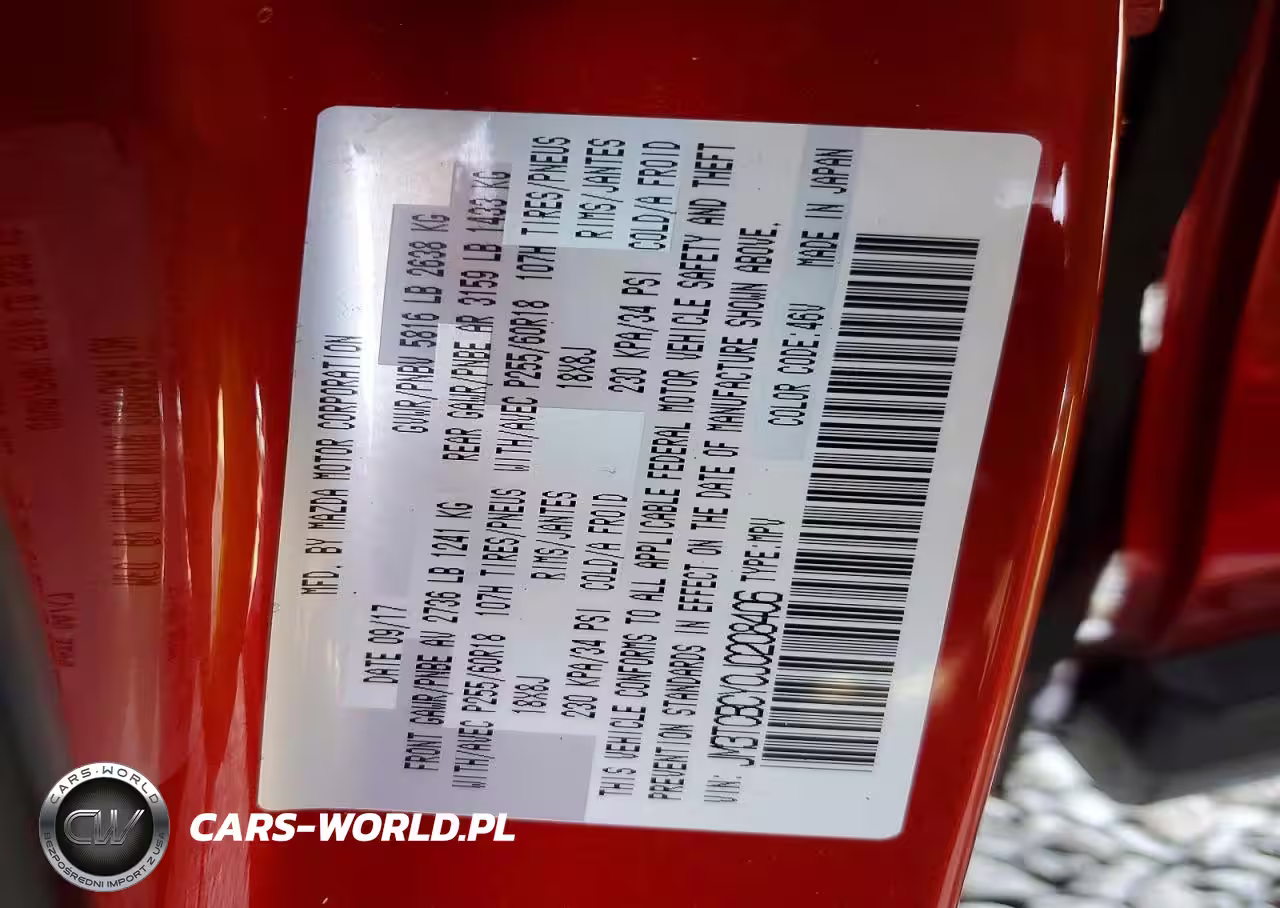 MFD. BY MAZDA MOTOR CORPORATION
DATE 09/17
GVWR/PNBV 5816 LB 2638 KG
FRONT GAWR/PNBE AV 2736 LB 1241 KG
REAR GAWR/PNBE AR 3159 LB 1433 KG
WITH/AVEC P255/60R18 107H TIRES/PNEUS
WITH/AVEC P255/60R18 107H TIRES/PNEUS
18X8J RIMS/JANTES
18X8J RIMS/JANTES
230 KPA/34 PSI COLD/A FROID
230 KPA/34 PSI COLD/A FROID
THIS VEHICLE CONFORMS TO ALL APPLICABLE FEDERAL MOTOR VEHICLE SAFETY AND THEFT
PREVENTION STANDARDS IN EFFECT ON THE DATE OF MANUFACTURE SHOWN ABOVE.
VIN: JM3TCBCY0J0208406 TYPE:MPV COLOR CODE:46V MADE IN JAPAN
CARS-WORLD
CW
BEZPOŚREDNI IMPORT Z USA
CARS-WORLD.PL